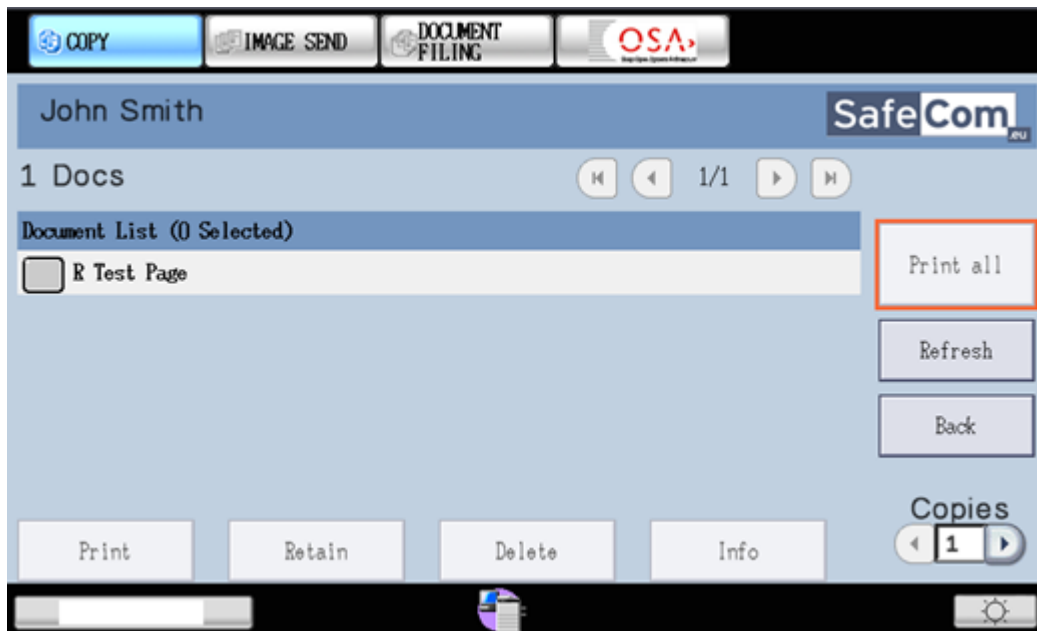 COPY
IMAGE SEND
DOCUMENT
FILING
OSA
John Smith
SafeCom
.eu
1 Docs
1/1
Document List (0 Selected)
R Test Page
Print all
Refresh
Back
Copies
1
Print
Retain
Delete
Info